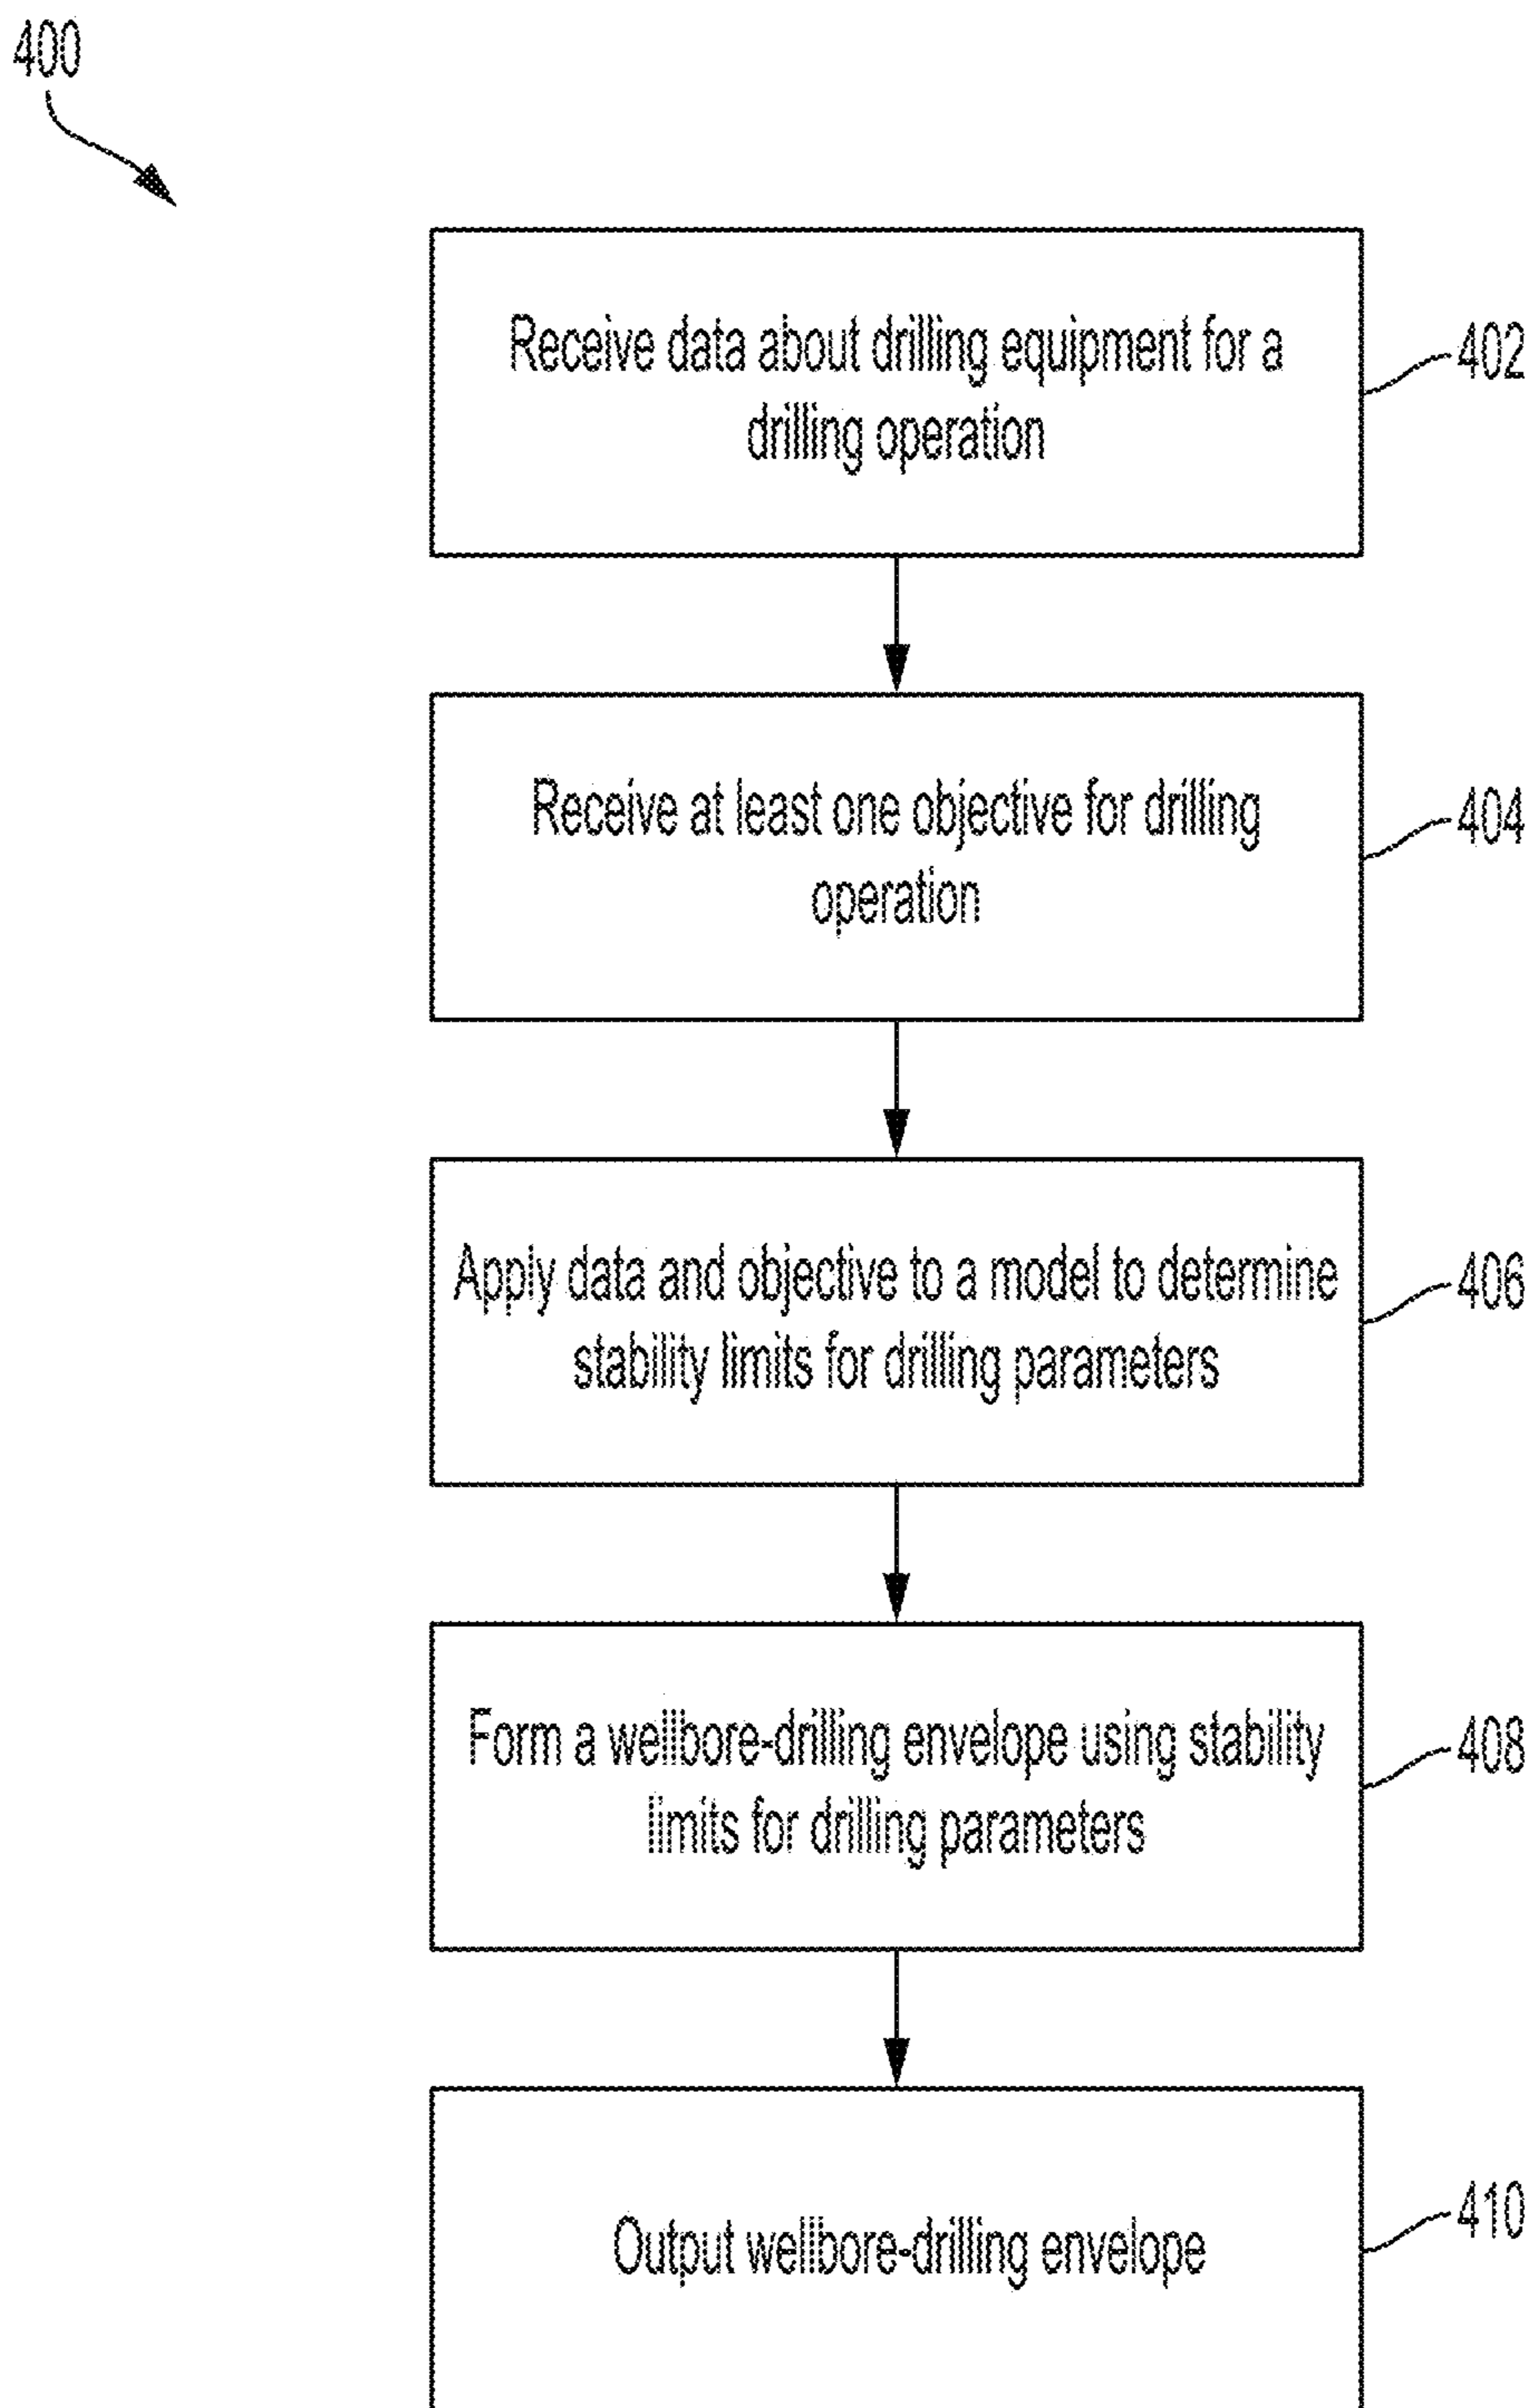 400
Receive data about drilling equipment for a
drilling operation
402
Receive at least one objective for drilling
operation
404
Apply data and objective to a model to determine
stability limits for drilling parameters
406
Form a wellbore-drilling envelope using stability
limits for drilling parameters
408
Output wellbore-drilling envelope
410